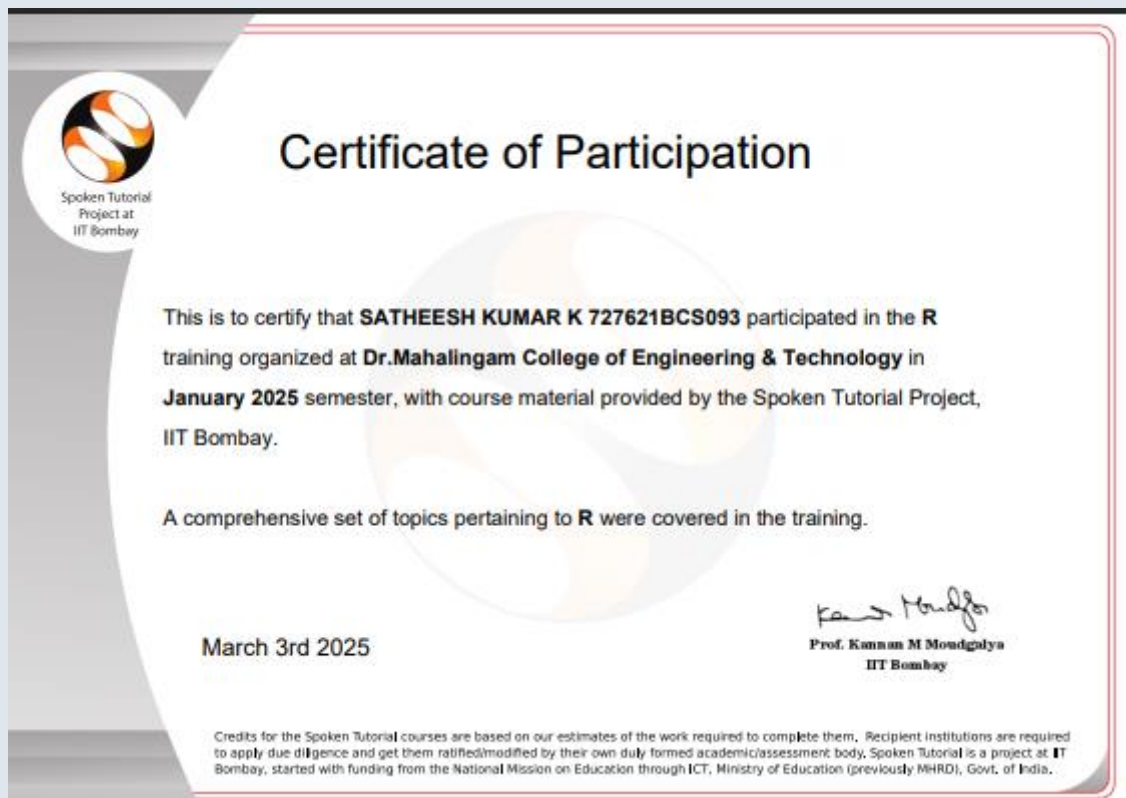 Spoken Tutorial
Project at
IIT Bombay
Certificate of Participation
This is to certify that SATHEESH KUMAR K 727621BCS093 participated in the R
training organized at Dr.Mahalingam College of Engineering & Technology in
January 2025 semester, with course material provided by the Spoken Tutorial Project,
IIT Bombay.
A comprehensive set of topics pertaining to R were covered in the training.
March 3rd 2025
Prof. Kannan M Moudgalya
IIT Bombay
Credits for the Spoken Tutorial courses are based on our estimates of the work required to complete them. Recipient institutions are required
to apply due diligence and get them ratified/modified by their own duly formed academic/assessment body. Spoken Tutorial is a project at IIT
Bombay, started with funding from the National Mission on Education through ICT, Ministry of Education (previously MHRD), Govt. of India.